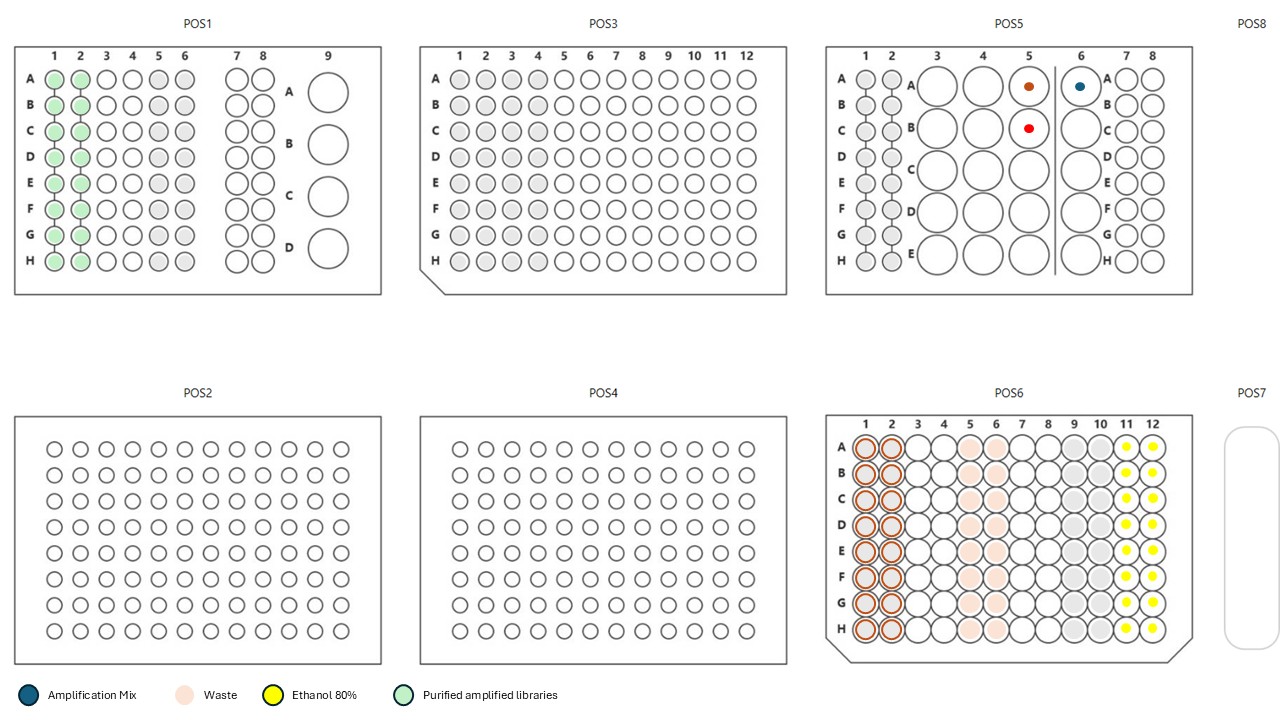 POS1 POS3 POS5 POS8
1 2 3 4 5 6 7 8 9
A
B
C
D
E
F
G
H
A
B
C
D
1 2 3 4 5 6 7 8 9 10 11 12
A
B
C
D
E
F
G
H
1 2 3 4 5 6 7 8
A
B
C
D
E
F
G
H
A
B
C
D
E
A
B
C
D
E
F
G
H
POS2 POS4 POS6 POS7
1 2 3 4 5 6 7 8 9 10 11 12
A
B
C
D
E
F
G
H
Amplification Mix Waste Ethanol 80% Purified amplified libraries